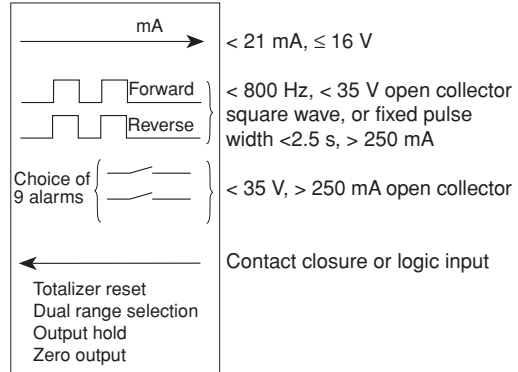 mA
< 21 mA, ≤ 16 V
Forward
Reverse
< 800 Hz, < 35 V open collector
square wave, or fixed pulse
width <2.5 s, > 250 mA
Choice of
9 alarms
< 35 V, > 250 mA open collector
Contact closure or logic input
Totalizer reset
Dual range selection
Output hold
Zero output